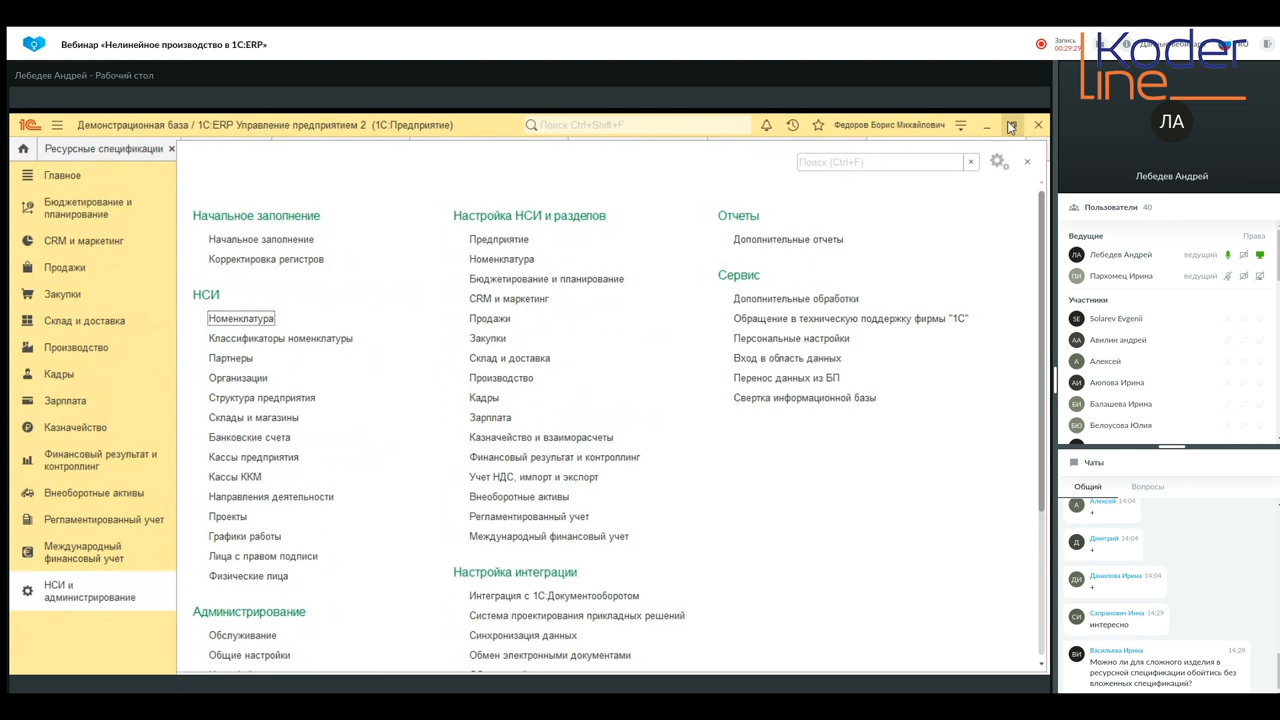 Вебинар «Нелинейное производство в 1С:ERP»
Запись
00:29:29
Koder
line
Лебедев Андрей - Рабочий стол
1С
Демонстрационная база / 1С:ERP Управление предприятием 2 (1С:Предприятие)
Поиск Ctrl+Shift+F
Федоров Борис Михайлович
Ресурсные спецификации
Поиск (Ctrl+F)
Главное
Бюджетирование и
планирование
CRM и маркетинг
Продажи
Закупки
Склад и доставка
Производство
Кадры
Зарплата
Казначейство
Финансовый результат и
контроллинг
Внеоборотные активы
Регламентированный учет
Международный
финансовый учет
НСИ и
администрирование
Начальное заполнение
Начальное заполнение
Корректировка регистров
НСИ
Номенклатура
Классификаторы номенклатуры
Партнеры
Организации
Структура предприятия
Склады и магазины
Банковские счета
Кассы предприятия
Кассы ККМ
Направления деятельности
Проекты
Графики работы
Лица с правом подписи
Физические лица
Администрирование
Обслуживание
Общие настройки
Настройка НСИ и разделов
Предприятие
Номенклатура
Бюджетирование и планирование
CRM и маркетинг
Продажи
Закупки
Склад и доставка
Производство
Кадры
Зарплата
Казначейство и взаиморасчеты
Финансовый результат и контроллинг
Учет НДС, импорт и экспорт
Внеоборотные активы
Регламентированный учет
Международный финансовый учет
Настройка интеграции
Интеграция с 1С:Документооборотом
Система проектирования прикладных решений
Синхронизация данных
Обмен электронными документами
Отчеты
Дополнительные отчеты
Сервис
Дополнительные обработки
Обращение в техническую поддержку фирмы "1С"
Персональные настройки
Вход в область данных
Перенос данных из БП
Свертка информационной базы
ЛА
Лебедев Андрей
Пользователи 40
Ведущие Права
ЛА Лебедев Андрей ведущий
ПИ Пархомец Ирина ведущий
Участники
SE Solarev Evgenii
АА Авилин андрей
А Алексей
АИ Аюпова Ирина
БИ Балашева Ирина
БЮ Белоусова Юлия
Чаты
Общий Вопросы
А Алексей 14:04
+
Д Дмитрий 14:04
+
ДИ Данилова Ирина 14:04
+
СИ Сапранович Инна 14:29
интересно
ВИ Васильева Ирина 14:29
Можно ли для сложного изделия в
ресурсной спецификации обойтись без
вложенных спецификаций?